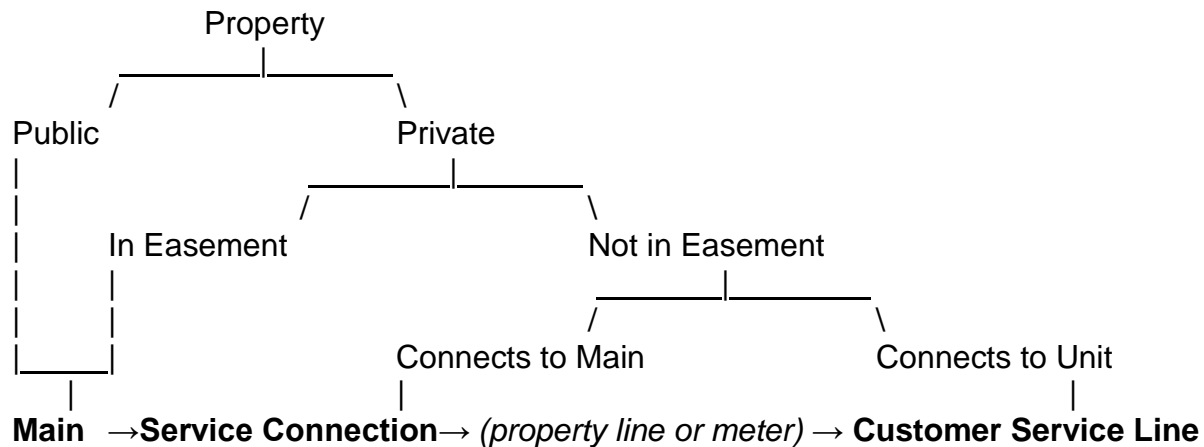 Property
Public Private
In Easement Not in Easement
Connects to Main Connects to Unit
Main →Service Connection→ (property line or meter) → Customer Service Line